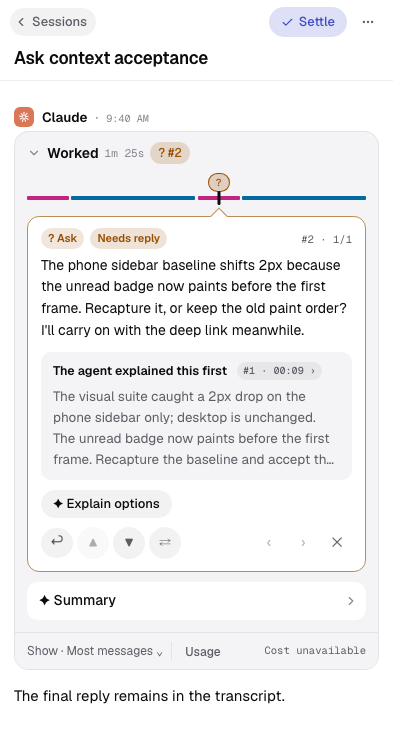 Sessions
Settle
Ask context acceptance
Claude · 9:40 AM
Worked 1m 25s ? #2
?
? Ask Needs reply #2 · 1/1
The phone sidebar baseline shifts 2px because
the unread badge now paints before the first
frame. Recapture it, or keep the old paint order?
I'll carry on with the deep link meanwhile.
The agent explained this first #1 · 00:09 ›
The visual suite caught a 2px drop on the
phone sidebar only; desktop is unchanged.
The unread badge now paints before the first
frame. Recapture the baseline and accept th...
Explain options
Summary
Show · Most messages Usage Cost unavailable
The final reply remains in the transcript.